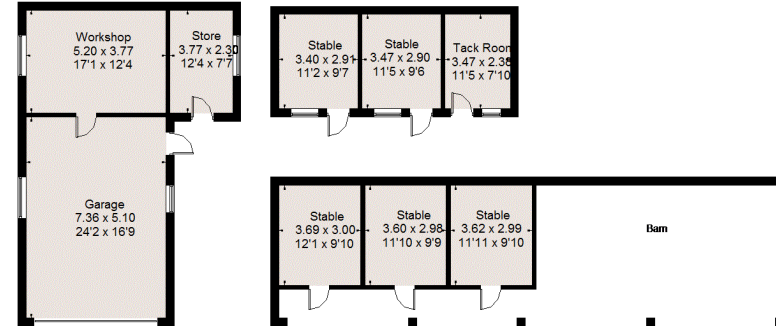 Workshop
5.20 x 3.77
17'1 x 12'4
Store
3.77 x 2.30
12'4 x 7'7
Stable
3.40 x 2.91
11'2 x 9'7
Stable
3.47 x 2.90
11'5 x 9'6
Tack Room
3.47 x 2.38
11'5 x 7'10
Garage
7.36 x 5.10
24'2 x 16'9
Stable
3.69 x 3.00
12'1 x 9'10
Stable
3.60 x 2.98
11'10 x 9'9
Stable
3.62 x 2.99
11'11 x 9'10
Barn